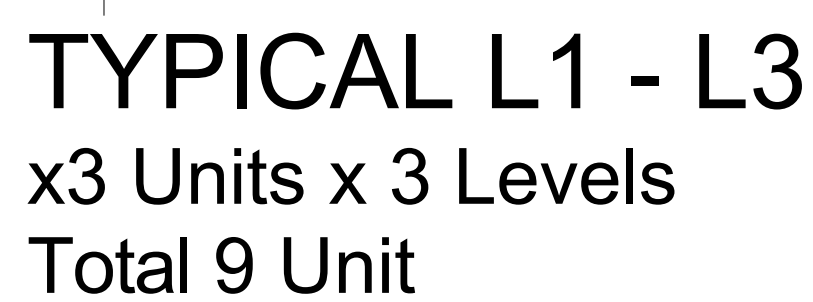 TYPICAL L1 - L3
x3 Units x 3 Levels
Total 9 Unit